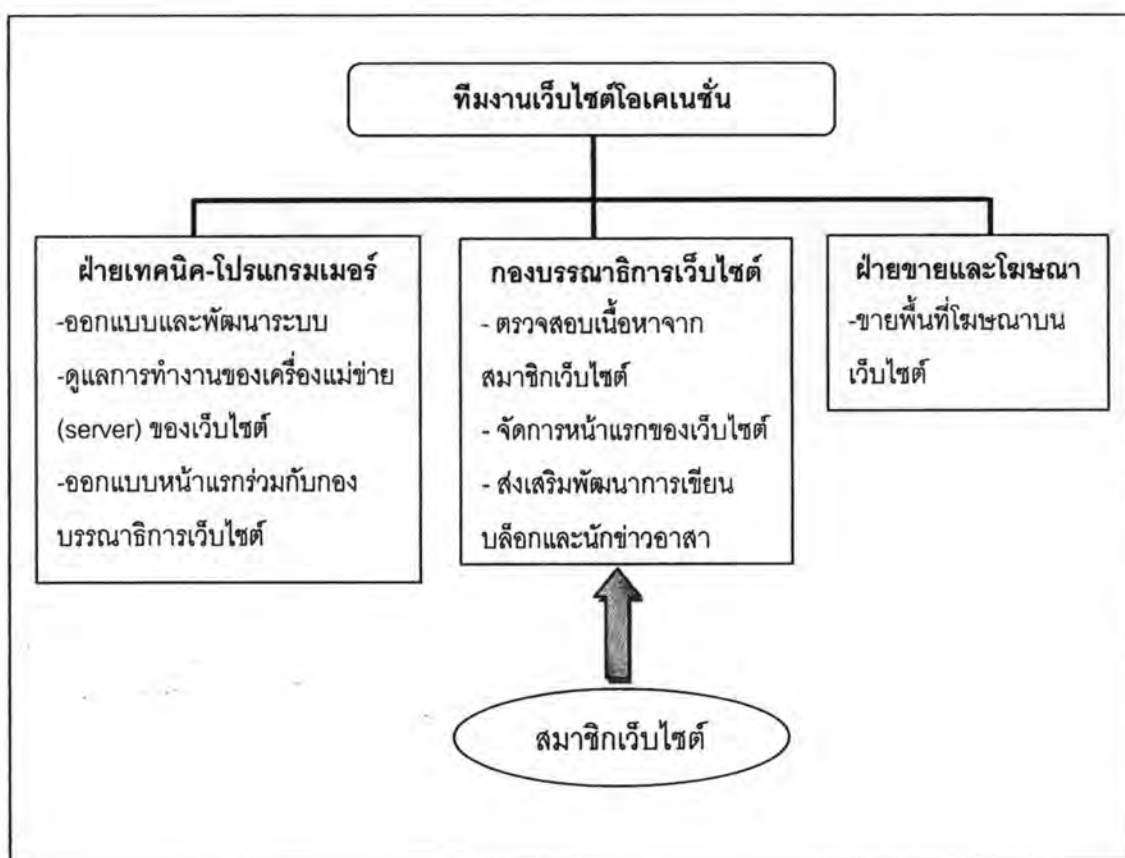 ทีมงานเว็บไซต์โอเคเนชั่น
ฝ่ายเทคนิค-โปรแกรมเมอร์
-ออกแบบและพัฒนาระบบ
-ดูแลการทำงานของเครื่องแม่ข่าย
(server) ของเว็บไซต์
-ออกแบบหน้าแรกร่วมกับกอง
บรรณาธิการเว็บไซต์
กองบรรณาธิการเว็บไซต์
- ตรวจสอบเนื้อหาจาก
สมาชิกเว็บไซต์
- จัดการหน้าแรกของเว็บไซต์
- ส่งเสริมพัฒนาการเขียน
บล็อกและนักข่าวอาสา
ฝ่ายขายและโฆษณา
-ขายพื้นที่โฆษณาบน
เว็บไซต์
สมาชิกเว็บไซต์